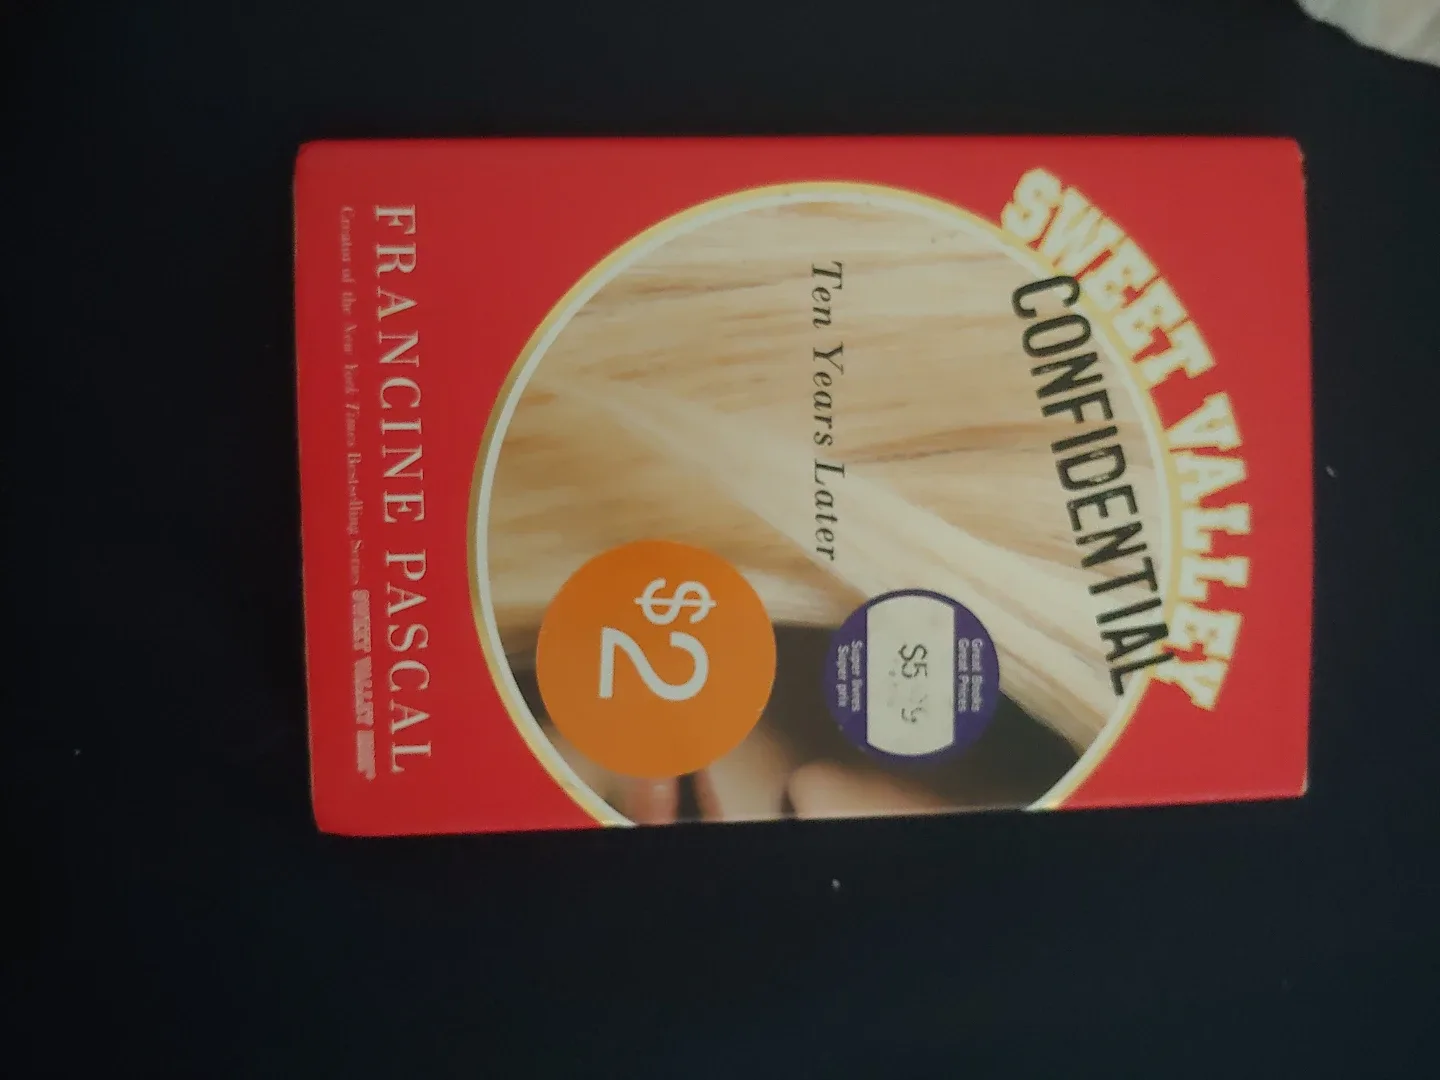 SWEET VALLEY
CONFIDENTIAL
Ten Years Later
Great Books
Great Prices
Super livres
Super prix
$2
FRANCINE PASCAL
Creator of the New York Times Bestselling Series SWEET VALLEY HIGH